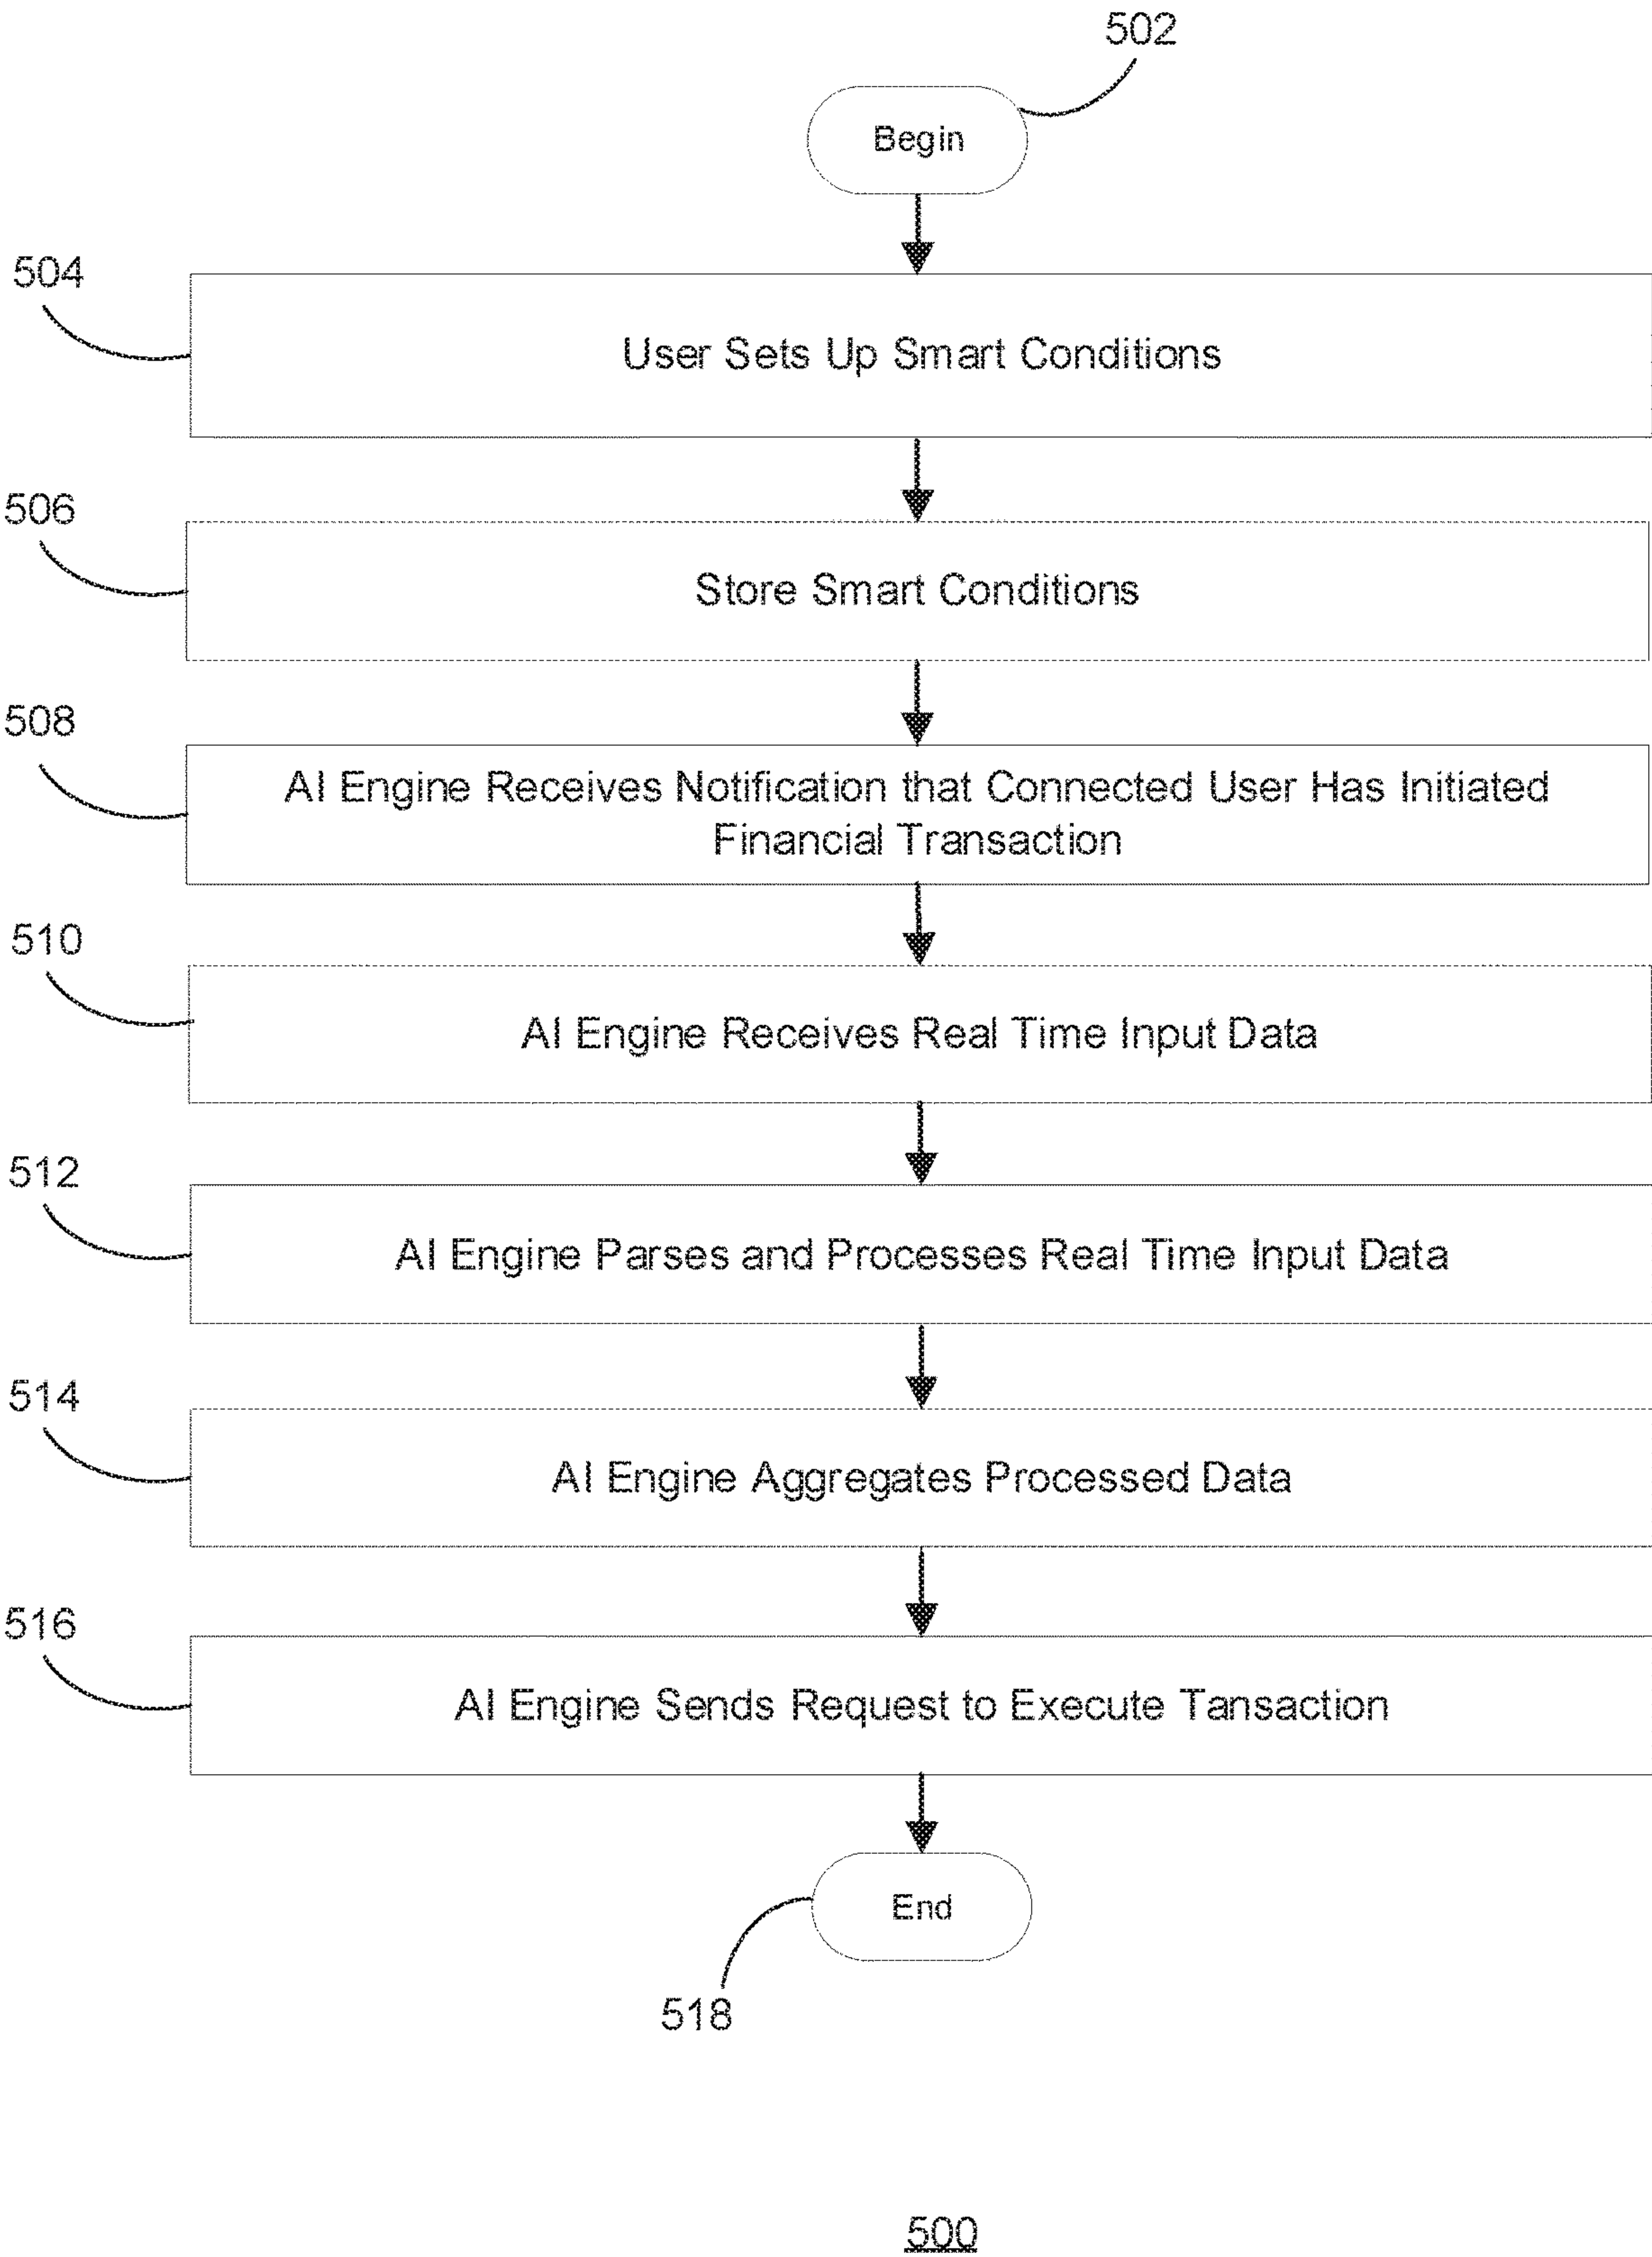 502
Begin
504
User Sets Up Smart Conditions
506
Store Smart Conditions
508
AI Engine Receives Notification that Connected User Has Initiated
Financial Transaction
510
AI Engine Receives Real Time Input Data
512
AI Engine Parses and Processes Real Time Input Data
514
AI Engine Aggregates Processed Data
516
AI Engine Sends Request to Execute Tansaction
End
518
500